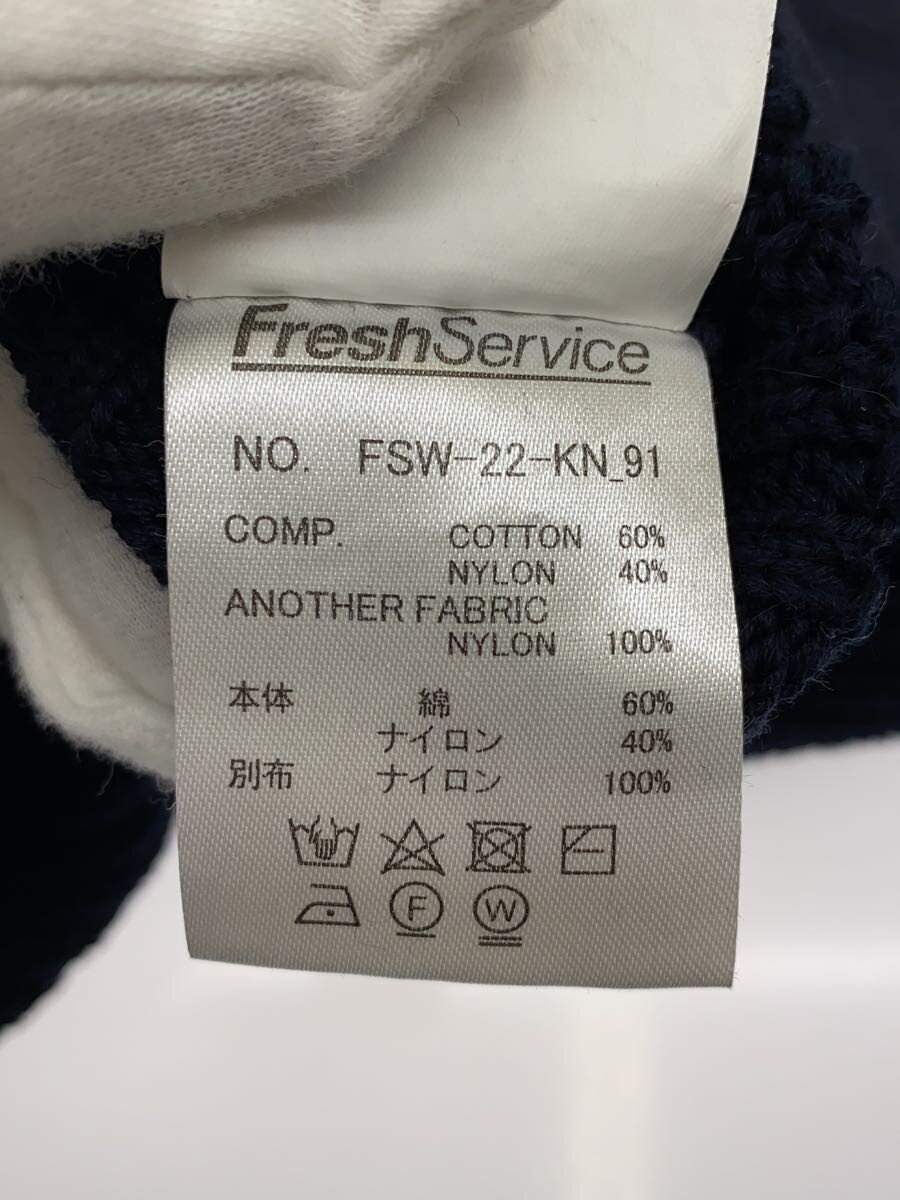 FreshService
NO. FSW-22-KN_91
COMP. COTTON 60%
NYLON 40%
ANOTHER FABRIC
NYLON 100%
本体 綿 60%
ナイロン 40%
別布 ナイロン 100%
F W